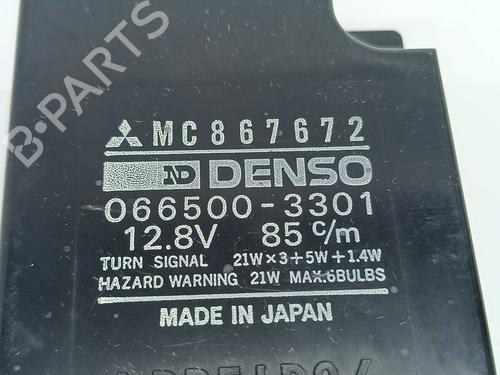 MC867672
ND DENSO
066500-3301
12.8V 85 c/m
TURN SIGNAL 21W×3+5W+1.4W
HAZARD WARNING 21W MAX.6BULBS
MADE IN JAPAN
B-PARTS